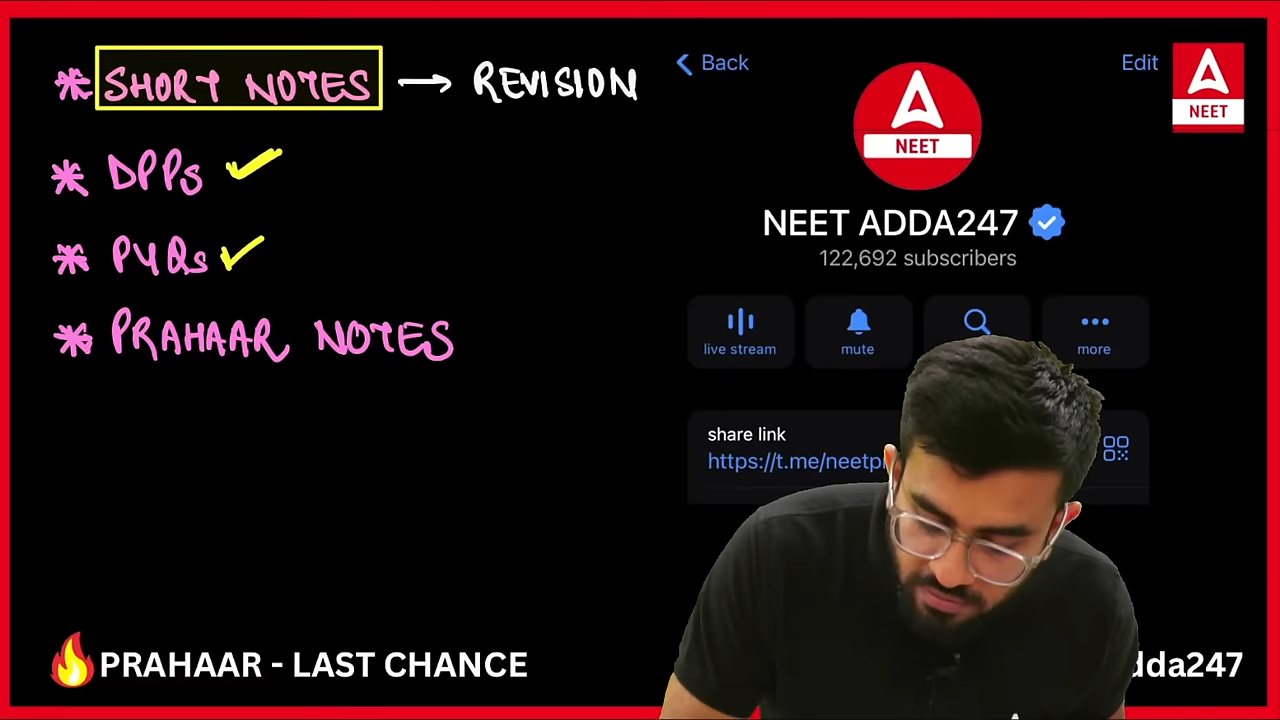 * SHORT NOTES → REVISION
* DPPs ✓
* PYQs ✓
* PRAHAAR NOTES
Back
Edit
NEET
NEET
NEET ADDA247
122,692 subscribers
live stream
mute
more
share link
https://t.me/neetp
PRAHAAR - LAST CHANCE
dda247